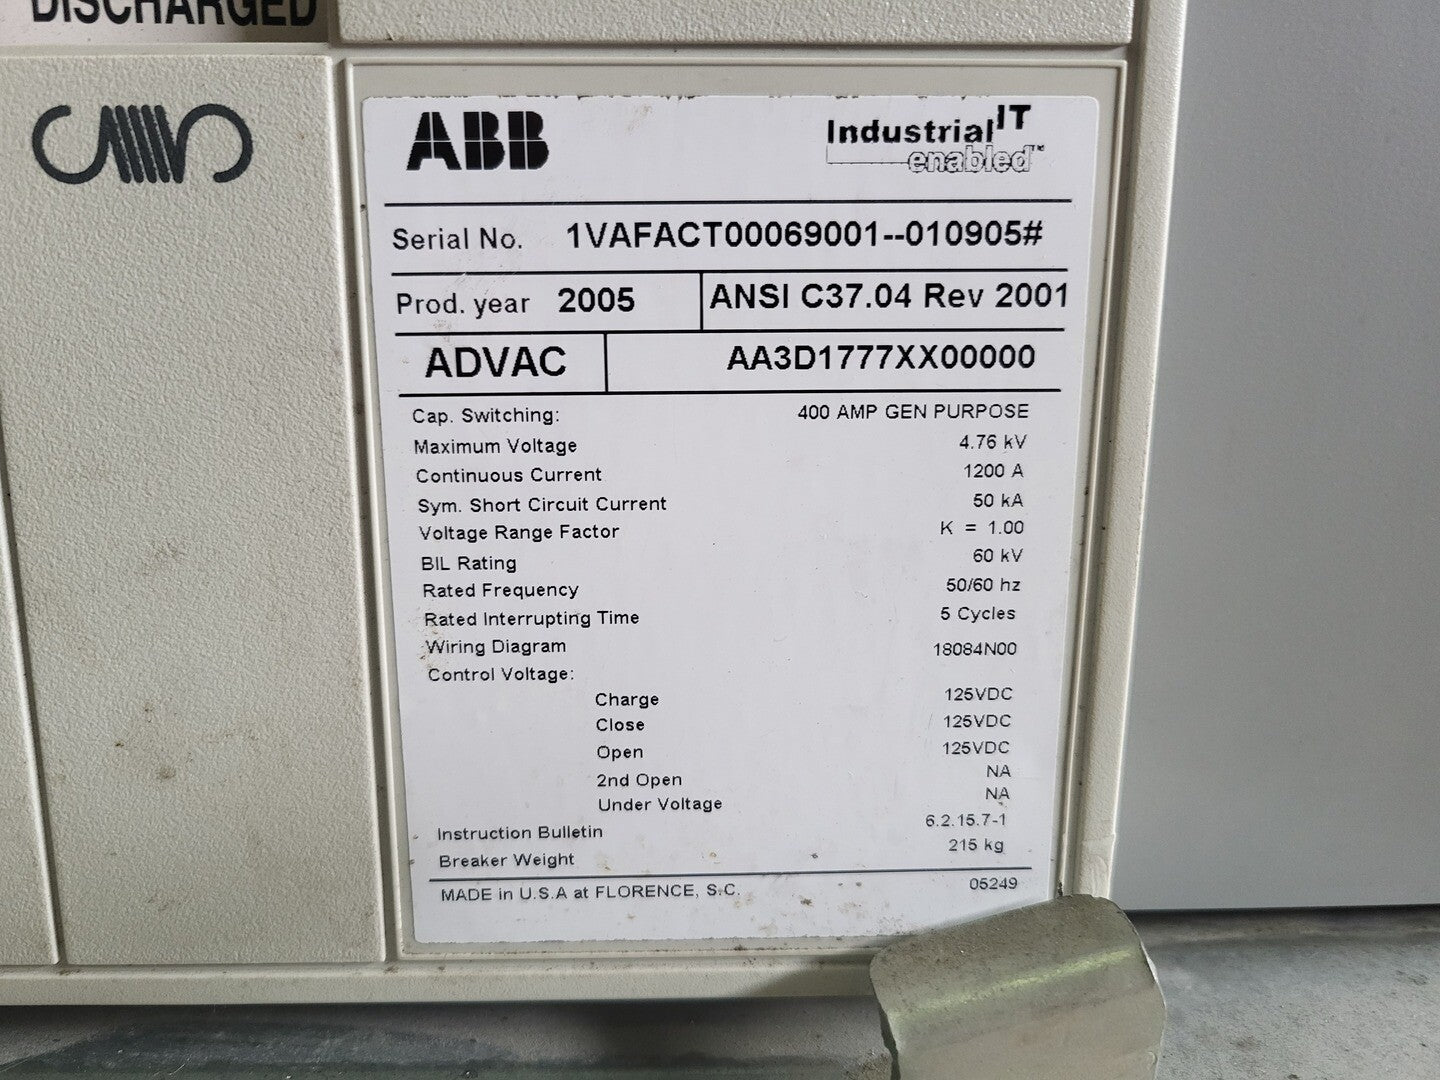 DISCHARGED
ABB
Industrial IT
enabled™
Serial No. 1VAFACT00069001--010905#
Prod. year 2005 ANSI C37.04 Rev 2001
ADVAC AA3D1777XX00000
Cap. Switching: 400 AMP GEN PURPOSE
Maximum Voltage 4.76 kV
Continuous Current 1200 A
Sym. Short Circuit Current 50 kA
Voltage Range Factor K = 1.00
BIL Rating 60 kV
Rated Frequency 50/60 hz
Rated Interrupting Time 5 Cycles
Wiring Diagram 18084N00
Control Voltage:
Charge 125VDC
Close 125VDC
Open 125VDC
2nd Open NA
Under Voltage NA
Instruction Bulletin 6.2.15.7-1
Breaker Weight 215 kg
MADE in U.S.A at FLORENCE, S.C. 05249